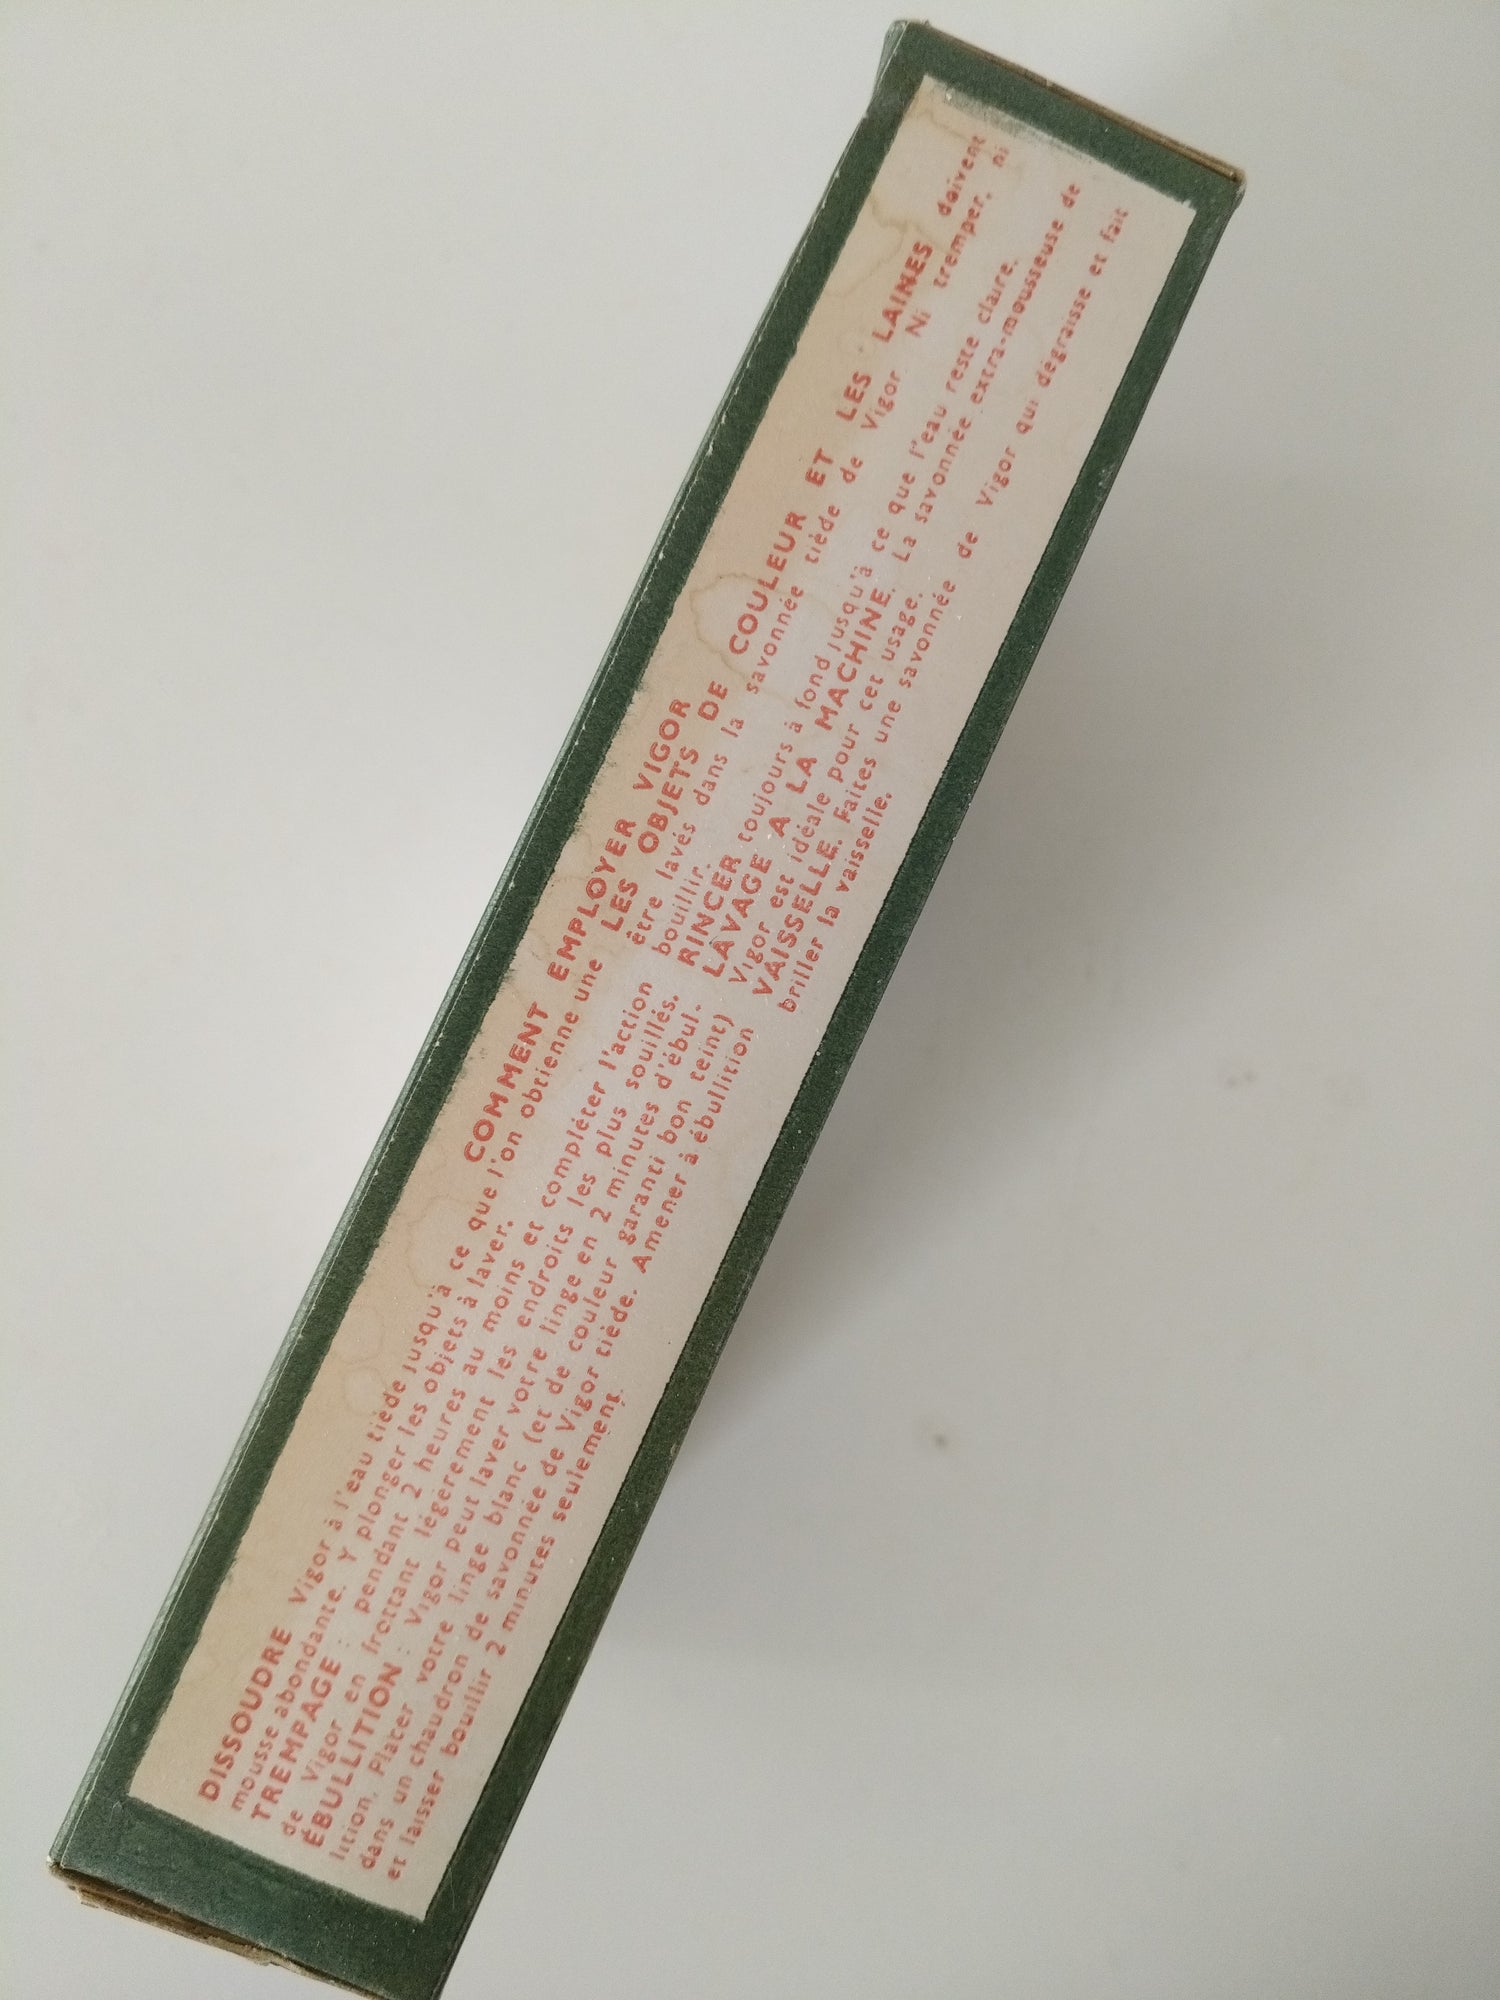 COMMENT EMPLOYER VIGOR
DISSOUDRE Vigor à l'eau tiède jusqu'à ce que l'on obtienne une
mousse abondante. Y plonger les objets à laver.
TREMPAGE : pendant 2 heures au moins et compléter l'action
de Vigor en frottant légèrement les endroits les plus souillés.
ÉBULLITION : Vigor peut laver votre linge en 2 minutes d'ébul-
lition. Placer votre linge blanc (et de couleur garanti bon teint)
dans un chaudron de savonnée de Vigor tiède. Amener à ébullition
et laisser bouillir 2 minutes seulement.
LES OBJETS DE COULEUR ET LES LAINES doivent
être lavés dans la savonnée tiède de Vigor. Ni tremper, ni
bouillir.
RINCER toujours à fond jusqu'à ce que l'eau reste claire.
LAVAGE A LA MACHINE. La savonnée extra-mousseuse de
Vigor est idéale pour cet usage.
VAISSELLE. Faites une savonnée de Vigor qui dégraisse et fait
briller la vaisselle.